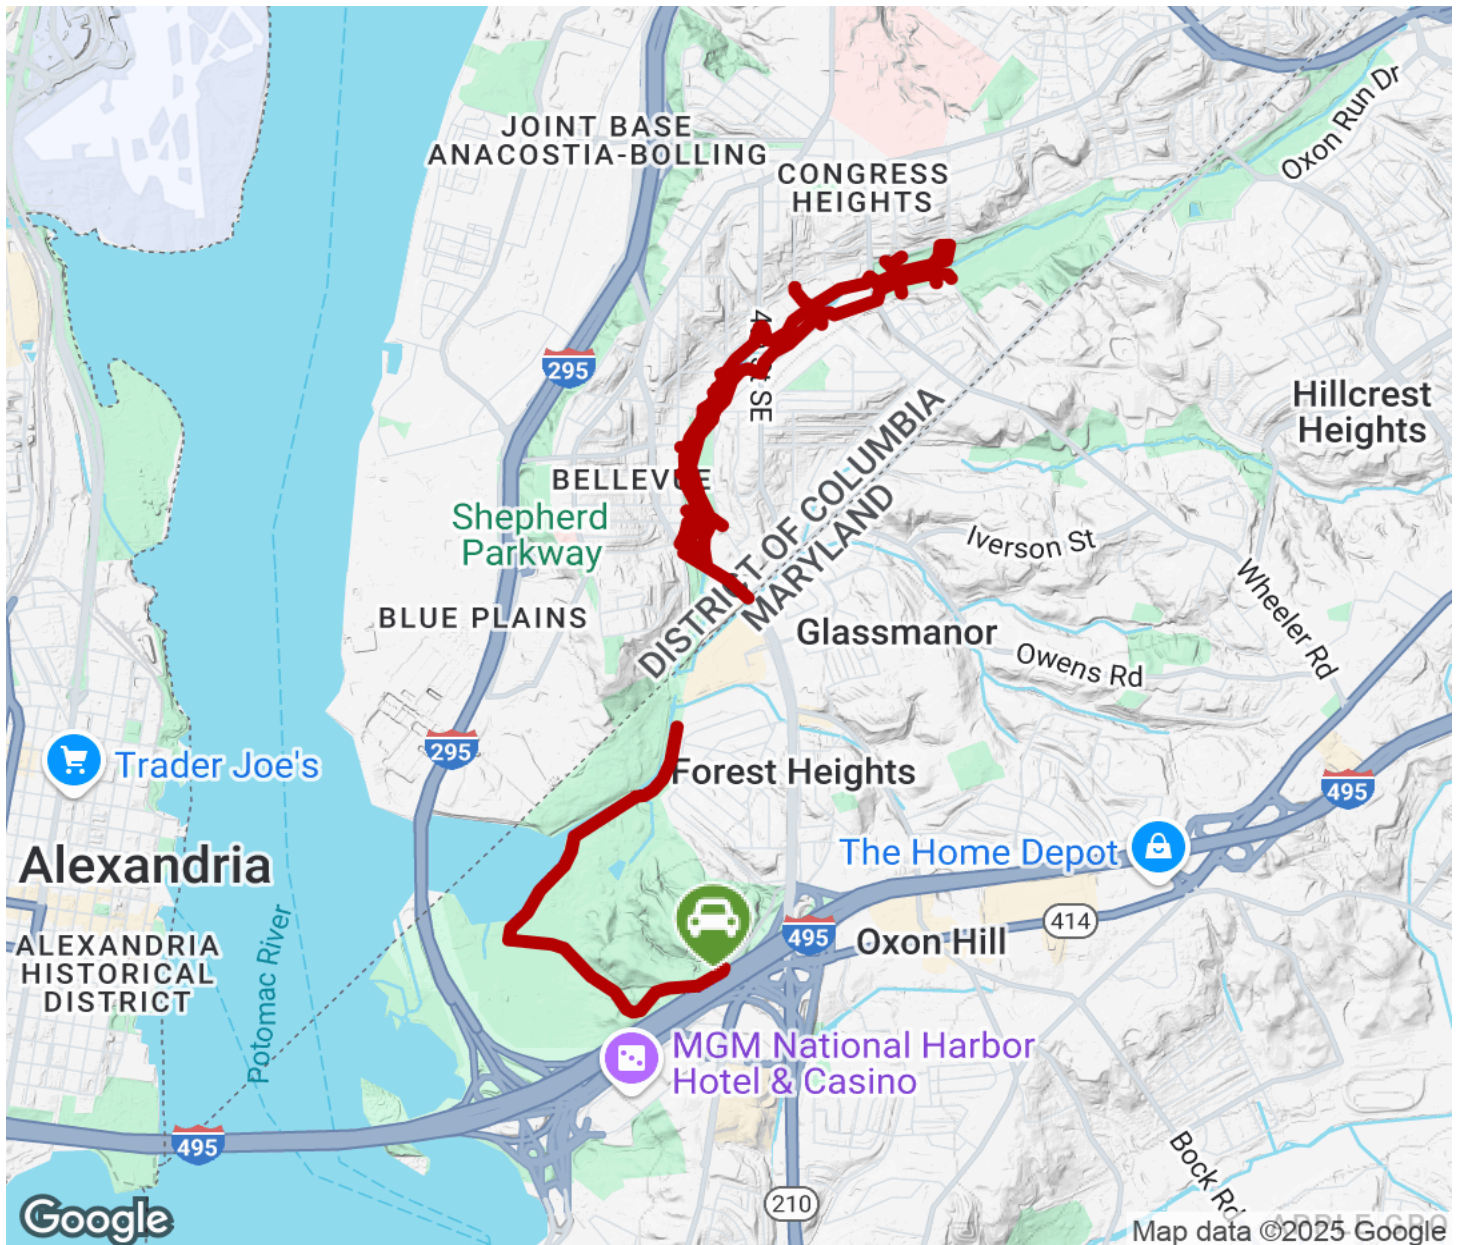 Oxon Run Dr
JOINT BASE
ANACOSTIA-BOLLING
CONGRESS
HEIGHTS
295
SE
Hillcrest
Heights
BELLEVUE
DISTRICT OF COLUMBIA
MARYLAND
Shepherd
Parkway
Iverson St
Wheeler Rd
BLUE PLAINS
Glassmanor
Owens Rd
295
Trader Joe's
Forest Heights
495
The Home Depot
Alexandria
414
495
Oxon Hill
Potomac River
ALEXANDRIA
HISTORICAL
DISTRICT
MGM National Harbor
Hotel & Casino
495
Bock Rd
210
Google
Map data ©2025 Google